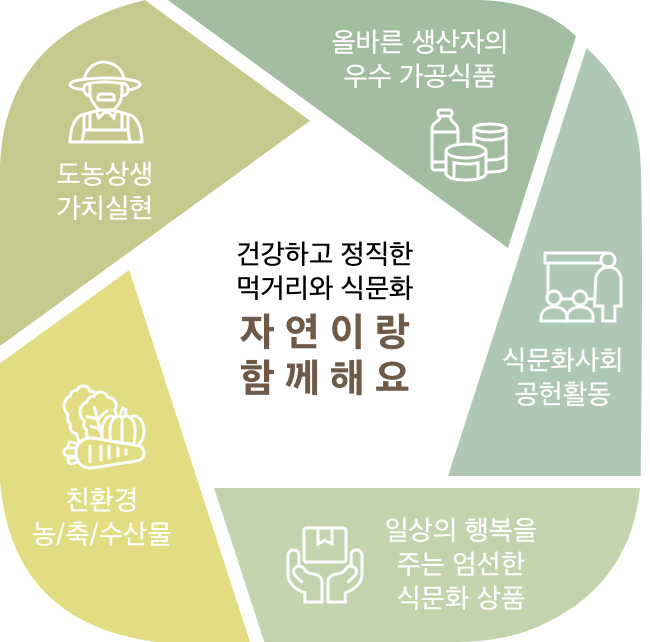 올바른 생산자의
우수 가공식품
도농상생
가치실현
건강하고 정직한
먹거리와 식문화
자연이랑
함께해요
식문화사회
공헌활동
친환경
농/축/수산물
일상의 행복을
주는 엄선한
식문화 상품